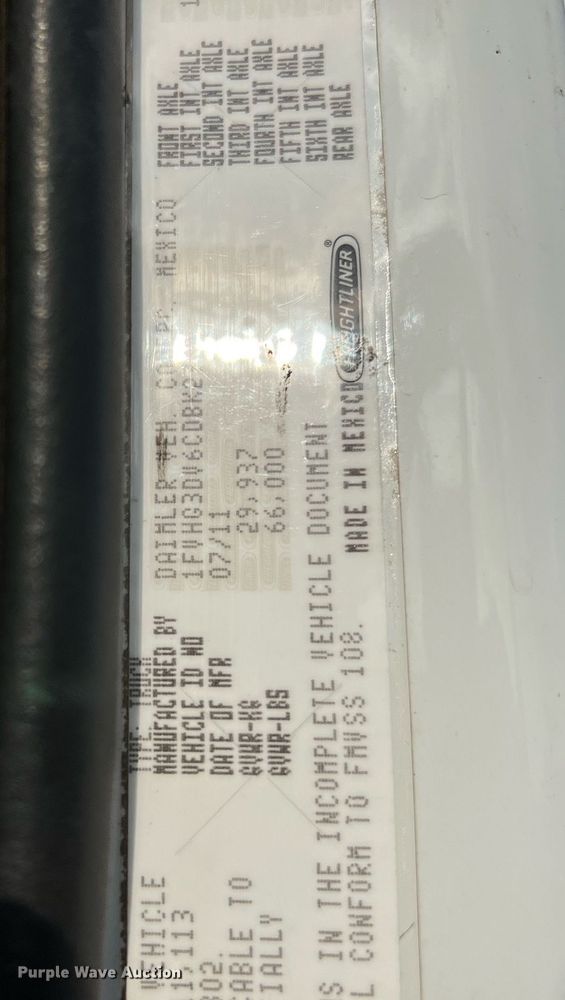 VEHICLE
1, 113
302.
CABLE TO
IALLY
S IN THE INCOMPLETE VEHICLE DOCUMENT
L CONFORM TO FMVSS 108.
TYPE: TRUCK
MANUFACTURED BY DAIMLER VEH. MEXICO
VEHICLE ID NO 1FVHG3DV6CDBK2
DATE OF MFR 07/11
GVWR-KG 29,937
GVWR-LBS 66,000
MADE IN MEXICO
FREIGHTLINER®
FRONT AXLE
FIRST INT AXLE
SECOND INT AXLE
THIRD INT AXLE
FOURTH INT AXLE
FIFTH INT AXLE
SIXTH INT AXLE
REAR AXLE
Purple Wave Auction